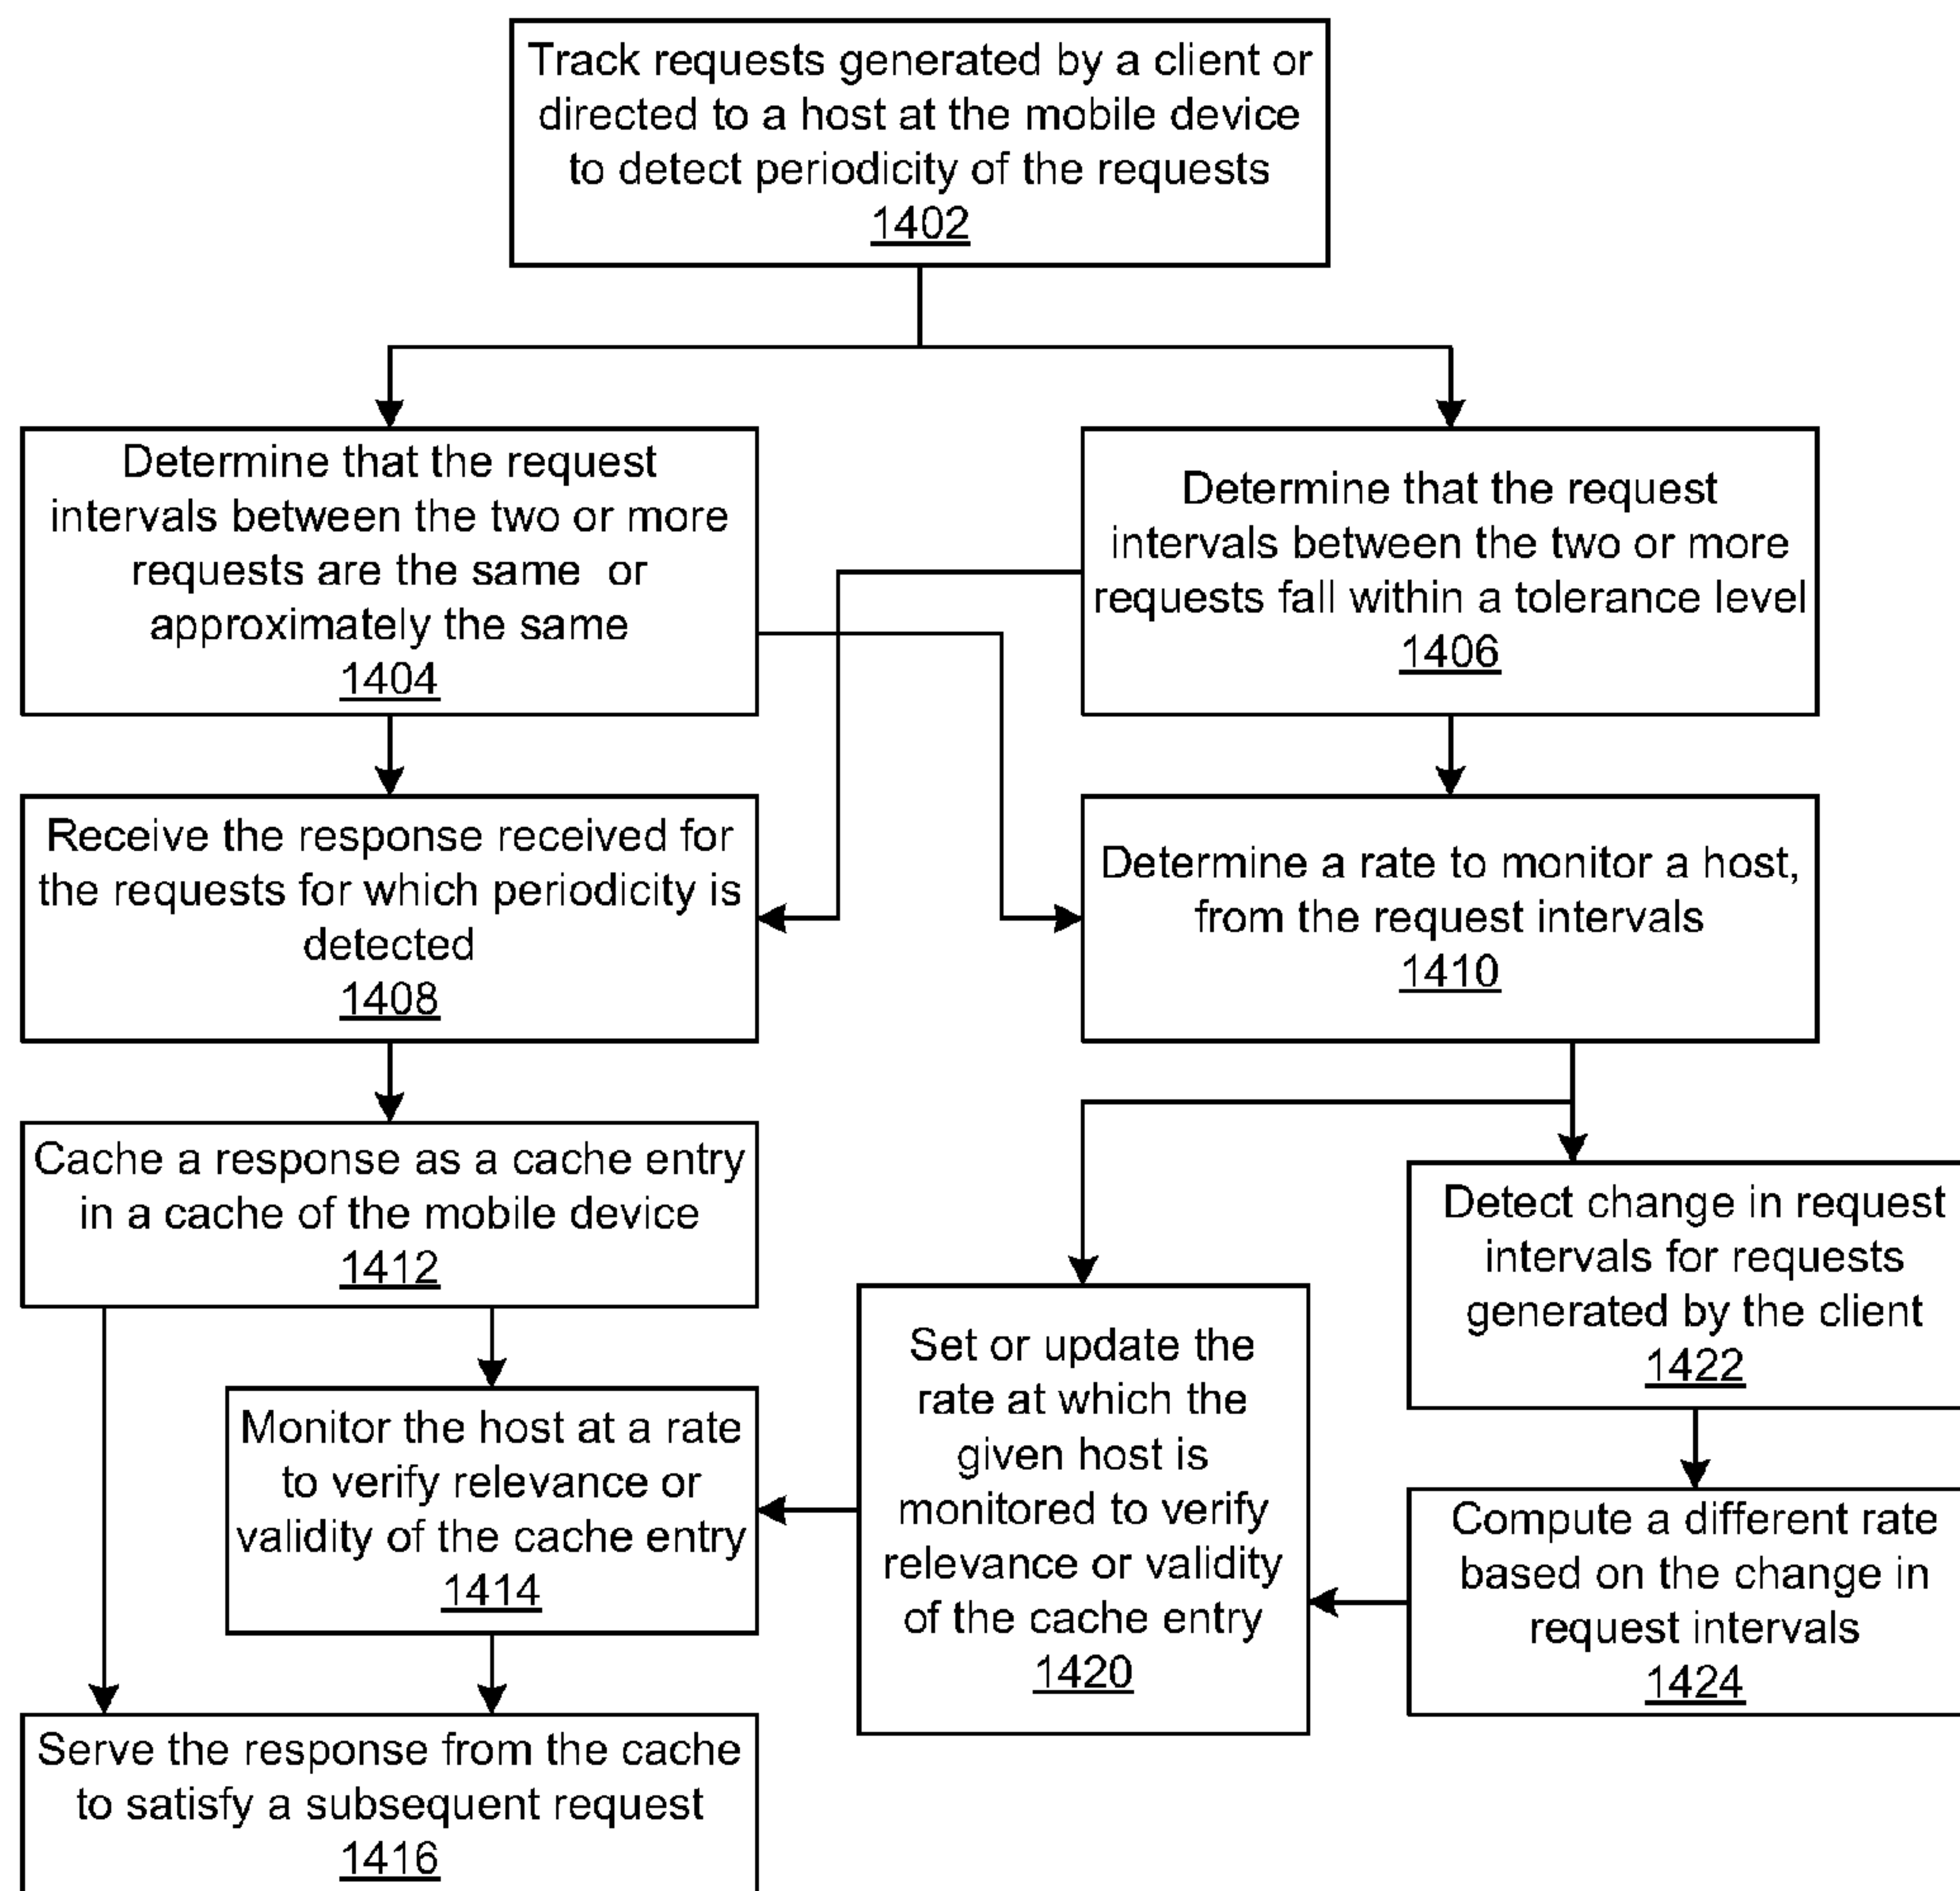 Track requests generated by a client or
directed to a host at the mobile device
to detect periodicity of the requests
1402
Determine that the request
intervals between the two or more
requests are the same or
approximately the same
1404
Determine that the request
intervals between the two or more
requests fall within a tolerance level
1406
Receive the response received for
the requests for which periodicity is
detected
1408
Determine a rate to monitor a host,
from the request intervals
1410
Cache a response as a cache entry
in a cache of the mobile device
1412
Detect change in request
intervals for requests
generated by the client
1422
Set or update the
rate at which the
given host is
monitored to verify
relevance or validity
of the cache entry
1420
Monitor the host at a rate
to verify relevance or
validity of the cache entry
1414
Compute a different rate
based on the change in
request intervals
1424
Serve the response from the cache
to satisfy a subsequent request
1416